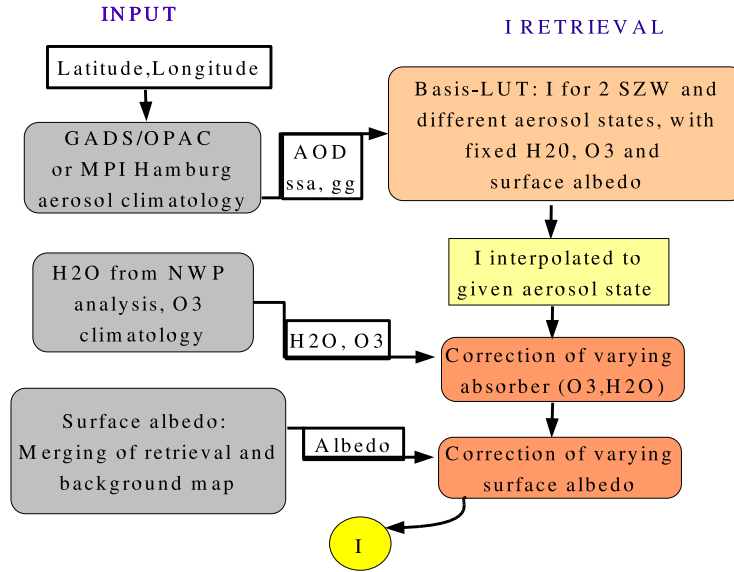 INPUT
I RETRIEVAL
Latitude,Longitude
GADS/OPAC
or MPI Hamburg
aerosol climatology
AOD
ssa, gg
Basis-LUT: I for 2 SZW and
different aerosol states, with
fixed H20, O3 and
surface albedo
I interpolated to
given aerosol state
H2O from NWP
analysis, O3
climatology
H2O, O3
Correction of varying
absorber (O3,H2O)
Surface albedo:
Merging of retrieval and
background map
Albedo
Correction of varying
surface albedo
I